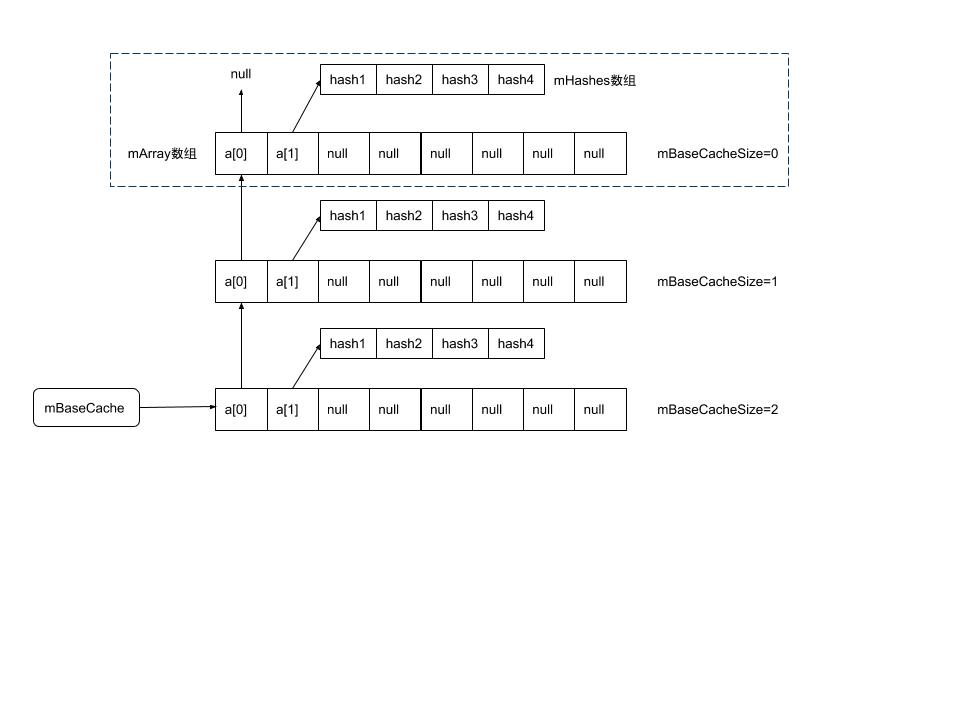 null
hash1 hash2 hash3 hash4 mHashes数组
mArray数组 a[0] a[1] null null null null null null mBaseCacheSize=0
hash1 hash2 hash3 hash4
a[0] a[1] null null null null null null mBaseCacheSize=1
hash1 hash2 hash3 hash4
mBaseCache a[0] a[1] null null null null null null mBaseCacheSize=2